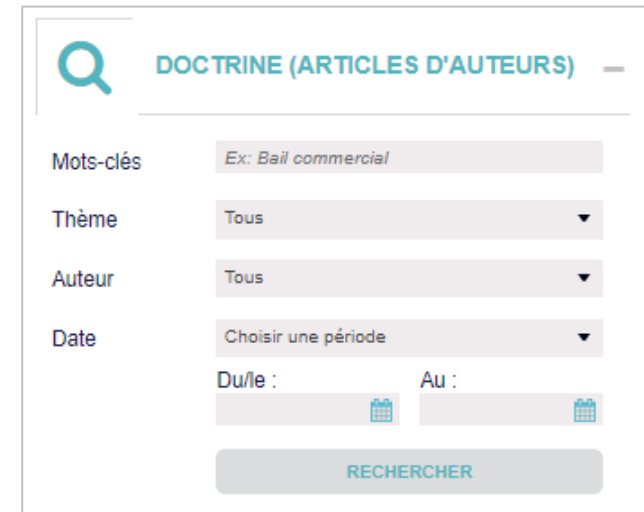 DOCTRINE (ARTICLES D'AUTEURS)
Mots-clés Ex: Bail commercial
Thème Tous
Auteur Tous
Date Choisir une période
Du/le : Au :
RECHERCHER